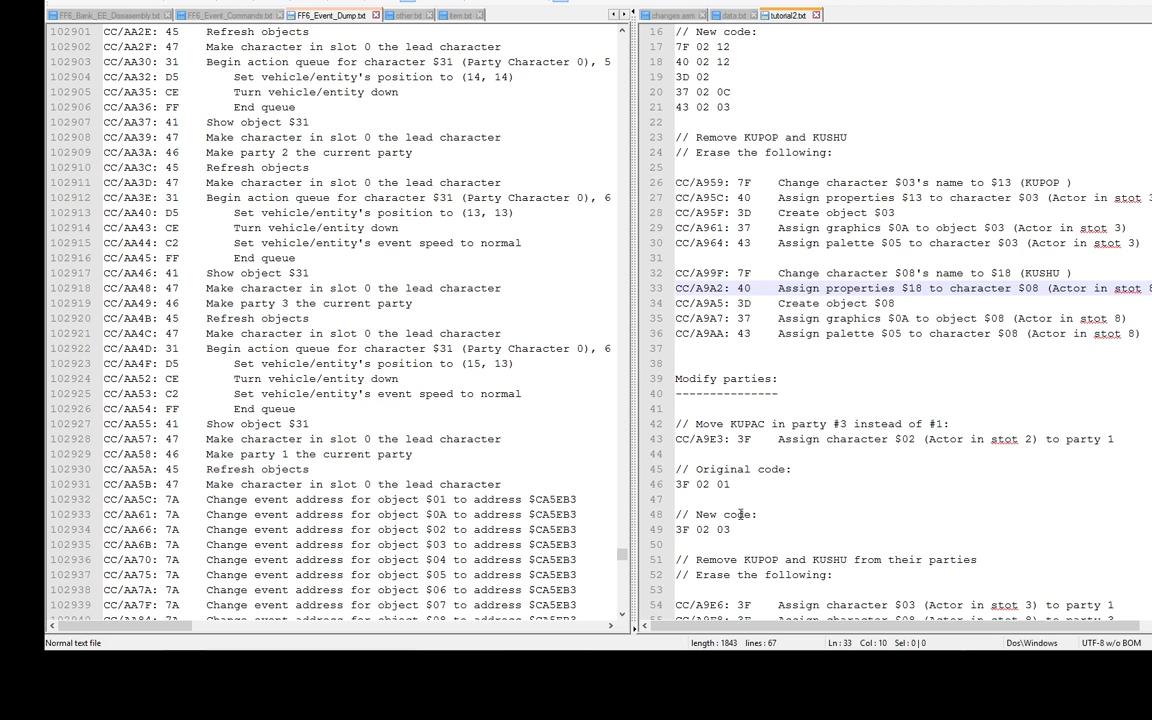 FF6_Bank_EE_Disasembly.txt FF6_Event_Commands.txt FF6_Event_Dump.txt other.txt item.txt
102901 CC/AA2E: 45 Refresh objects
102902 CC/AA2F: 47 Make character in slot 0 the lead character
102903 CC/AA30: 31 Begin action queue for character $31 (Party Character 0), 5
102904 CC/AA32: D5 Set vehicle/entity's position to (14, 14)
102905 CC/AA35: CE Turn vehicle/entity down
102906 CC/AA36: FF End queue
102907 CC/AA37: 41 Show object $31
102908 CC/AA39: 47 Make character in slot 0 the lead character
102909 CC/AA3A: 46 Make party 2 the current party
102910 CC/AA3C: 45 Refresh objects
102911 CC/AA3D: 47 Make character in slot 0 the lead character
102912 CC/AA3E: 31 Begin action queue for character $31 (Party Character 0), 6
102913 CC/AA40: D5 Set vehicle/entity's position to (13, 13)
102914 CC/AA43: CE Turn vehicle/entity down
102915 CC/AA44: C2 Set vehicle/entity's event speed to normal
102916 CC/AA45: FF End queue
102917 CC/AA46: 41 Show object $31
102918 CC/AA48: 47 Make character in slot 0 the lead character
102919 CC/AA49: 46 Make party 3 the current party
102920 CC/AA4B: 45 Refresh objects
102921 CC/AA4C: 47 Make character in slot 0 the lead character
102922 CC/AA4D: 31 Begin action queue for character $31 (Party Character 0), 6
102923 CC/AA4F: D5 Set vehicle/entity's position to (15, 13)
102924 CC/AA52: CE Turn vehicle/entity down
102925 CC/AA53: C2 Set vehicle/entity's event speed to normal
102926 CC/AA54: FF End queue
102927 CC/AA55: 41 Show object $31
102928 CC/AA57: 47 Make character in slot 0 the lead character
102929 CC/AA58: 46 Make party 1 the current party
102930 CC/AA5A: 45 Refresh objects
102931 CC/AA5B: 47 Make character in slot 0 the lead character
102932 CC/AA5C: 7A Change event address for object $01 to address $CA5EB3
102933 CC/AA61: 7A Change event address for object $0A to address $CA5EB3
102934 CC/AA66: 7A Change event address for object $02 to address $CA5EB3
102935 CC/AA6B: 7A Change event address for object $03 to address $CA5EB3
102936 CC/AA70: 7A Change event address for object $04 to address $CA5EB3
102937 CC/AA75: 7A Change event address for object $05 to address $CA5EB3
102938 CC/AA7A: 7A Change event address for object $06 to address $CA5EB3
102939 CC/AA7F: 7A Change event address for object $07 to address $CA5EB3
changes.asm data.txt tutorial2.txt
16 // New code:
17 7F 02 12
18 40 02 12
19 3D 02
20 37 02 0C
21 43 02 03
22
23 // Remove KUPOP and KUSHU
24 // Erase the following:
25
26 CC/A959: 7F Change character $03's name to $13 (KUPOP )
27 CC/A95C: 40 Assign properties $13 to character $03 (Actor in stot 3
28 CC/A95F: 3D Create object $03
29 CC/A961: 37 Assign graphics $0A to object $03 (Actor in stot 3)
30 CC/A964: 43 Assign palette $05 to character $03 (Actor in stot 3)
31
32 CC/A99F: 7F Change character $08's name to $18 (KUSHU )
33 CC/A9A2: 40 Assign properties $18 to character $08 (Actor in stot 8
34 CC/A9A5: 3D Create object $08
35 CC/A9A7: 37 Assign graphics $0A to object $08 (Actor in stot 8)
36 CC/A9AA: 43 Assign palette $05 to character $08 (Actor in stot 8)
37
38
39 Modify parties:
40 ---------------
41
42 // Move KUPAC in party #3 instead of #1:
43 CC/A9E3: 3F Assign character $02 (Actor in stot 2) to party 1
44
45 // Original code:
46 3F 02 01
47
48 // New code:
49 3F 02 03
50
51 // Remove KUPOP and KUSHU from their parties
52 // Erase the following:
53
54 CC/A9E6: 3F Assign character $03 (Actor in stot 3) to party 1
Normal text file length : 1843 lines : 67 Ln : 33 Col : 10 Sel : 0 | 0 Dos\Windows UTF-8 w/o BOM